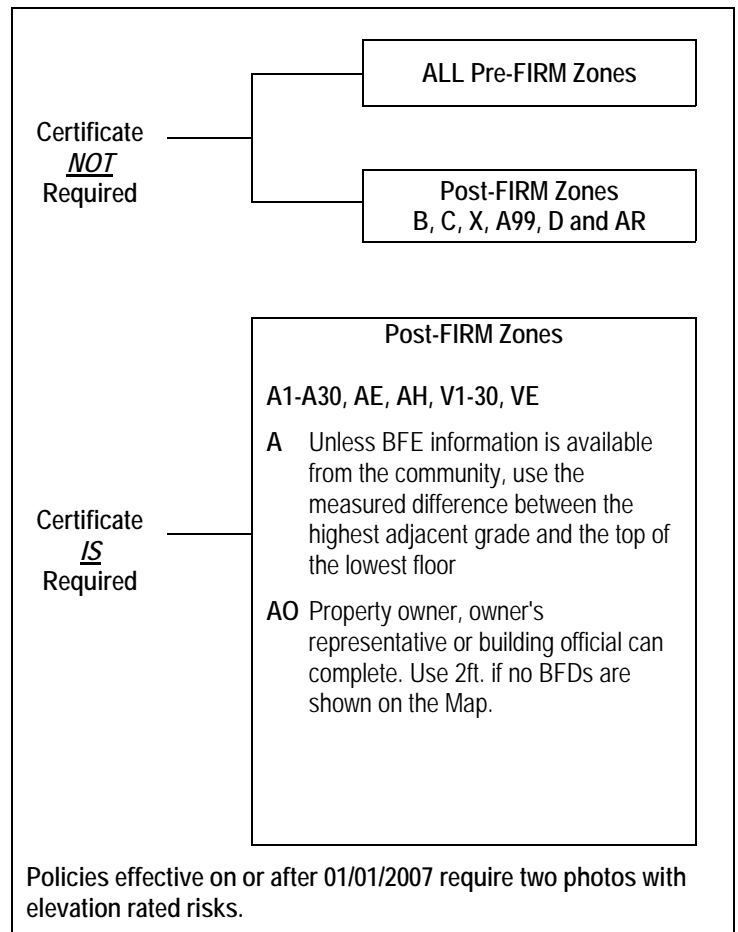 ALL Pre-FIRM Zones
Certificate
NOT
Required
Post-FIRM Zones
B, C, X, A99, D and AR
Post-FIRM Zones
A1-A30, AE, AH, V1-30, VE
A Unless BFE information is available
from the community, use the
measured difference between the
highest adjacent grade and the top of
the lowest floor
Certificate
IS
Required
AO Property owner, owner's
representative or building official can
complete. Use 2ft. if no BFDs are
shown on the Map.
Policies effective on or after 01/01/2007 require two photos with
elevation rated risks.